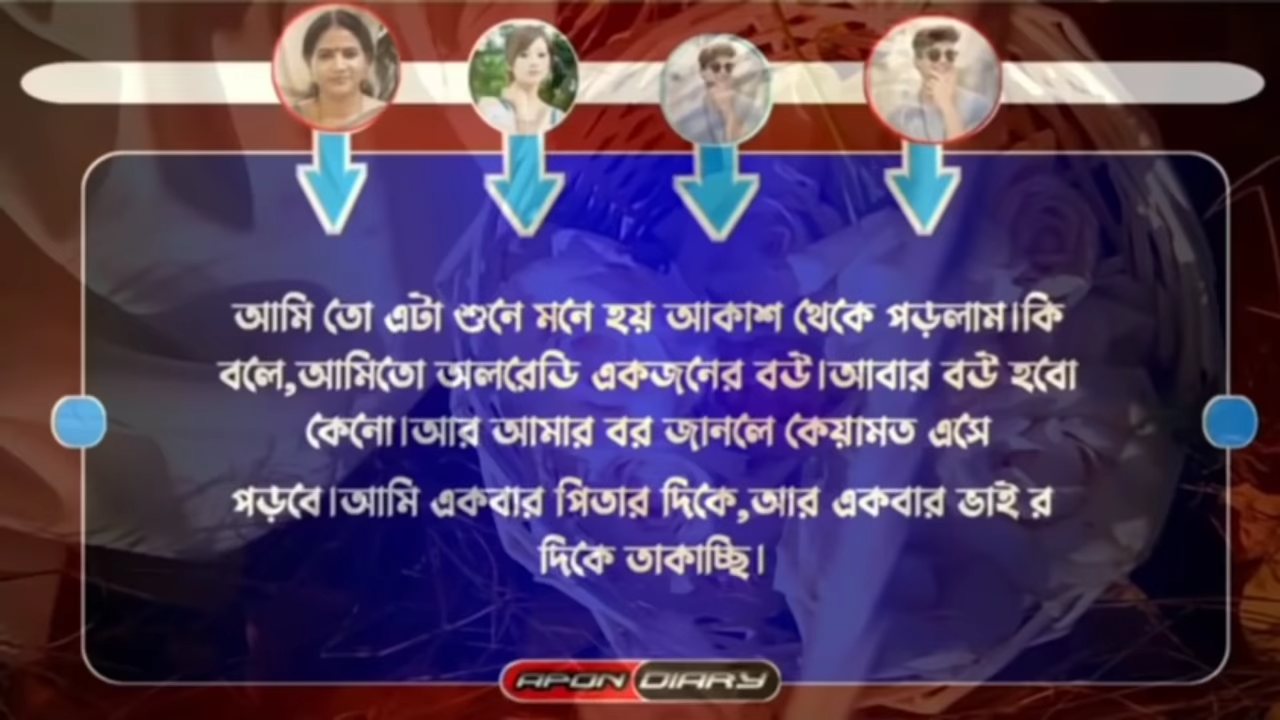 আমি তো এটা শুনে মনে হয় আকাশ থেকে পড়লাম।কি
বলে,আমিতো অলরেডি একজনের বউ।আবার বউ হবো
কেনো।আর আমার বর জানলে কেয়ামত এসে
পড়বে।আমি একবার পিতার দিকে,আর একবার ভাই র
দিকে তাকাচ্ছি।
APON DIARY